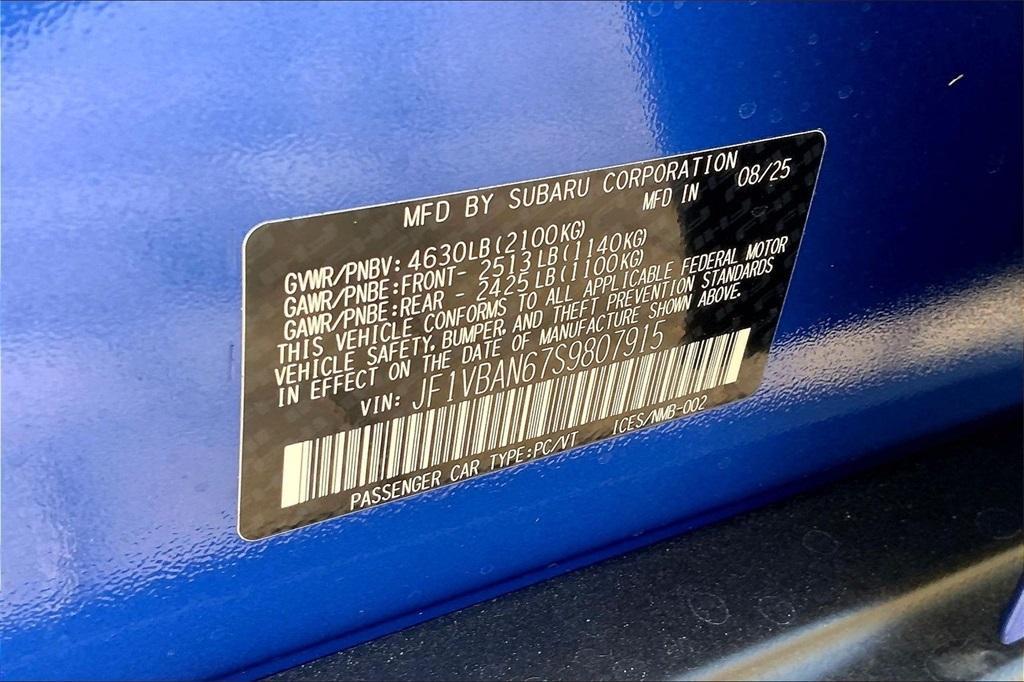 MFD BY SUBARU CORPORATION
MFD IN 08/25
GVWR/PNBV: 4630LB(2100KG)
GAWR/PNBE:FRONT- 2513LB(1140KG)
GAWR/PNBE:REAR - 2425LB(1100KG)
THIS VEHICLE CONFORMS TO ALL APPLICABLE FEDERAL MOTOR
VEHICLE SAFETY, BUMPER, AND THEFT PREVENTION STANDARDS
IN EFFECT ON THE DATE OF MANUFACTURE SHOWN ABOVE.
VIN: JF1VBAN67S9807915
PASSENGER CAR TYPE:PC/VT ICES/NMB-002